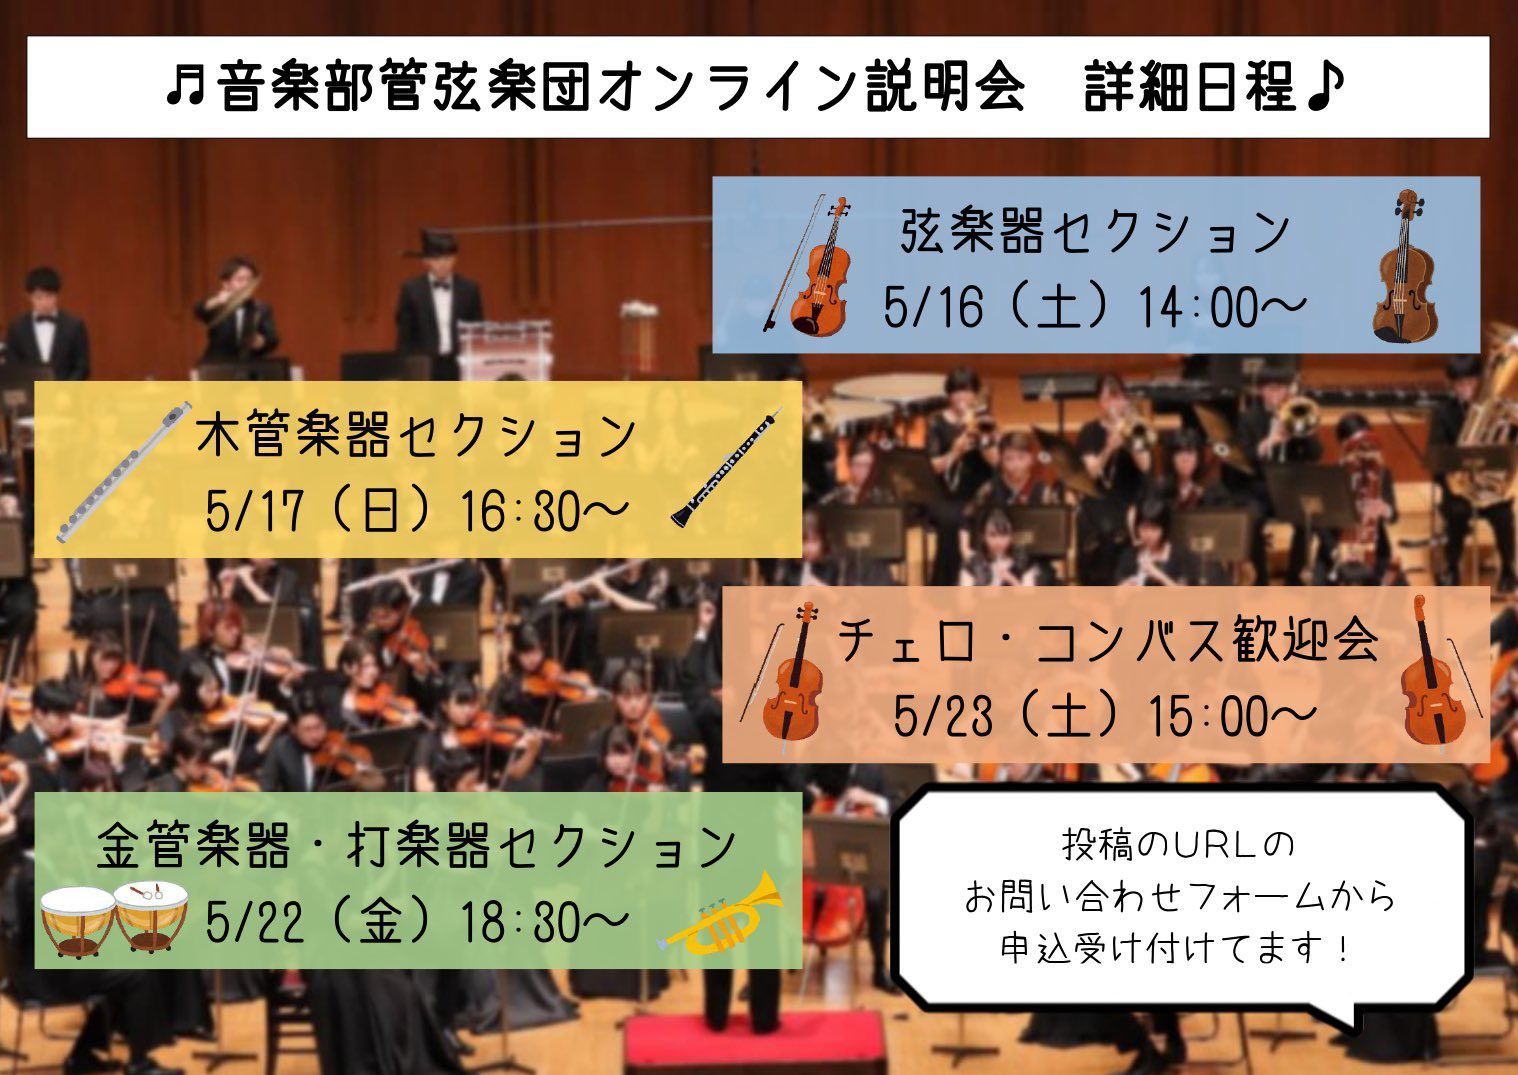 ♬音楽部管弦楽団オンライン説明会　詳細日程♪
弦楽器セクション
5/16（土）14:00〜
木管楽器セクション
5/17（日）16:30〜
チェロ・コンバス歓迎会
5/23（土）15:00〜
金管楽器・打楽器セクション
5/22（金）18:30〜
投稿のURLの
お問い合わせフォームから
申込受け付けてます！